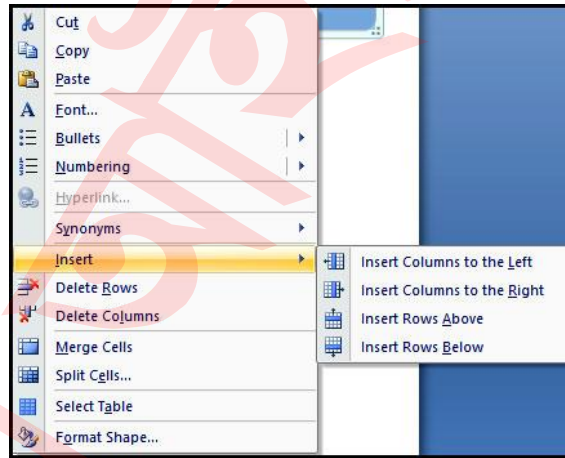 Cut
Copy
Paste
Font...
Bullets
Numbering
Hyperlink...
Synonyms
Insert
Delete Rows
Delete Columns
Merge Cells
Split Cells...
Select Table
Format Shape...
Insert Columns to the Left
Insert Columns to the Right
Insert Rows Above
Insert Rows Below